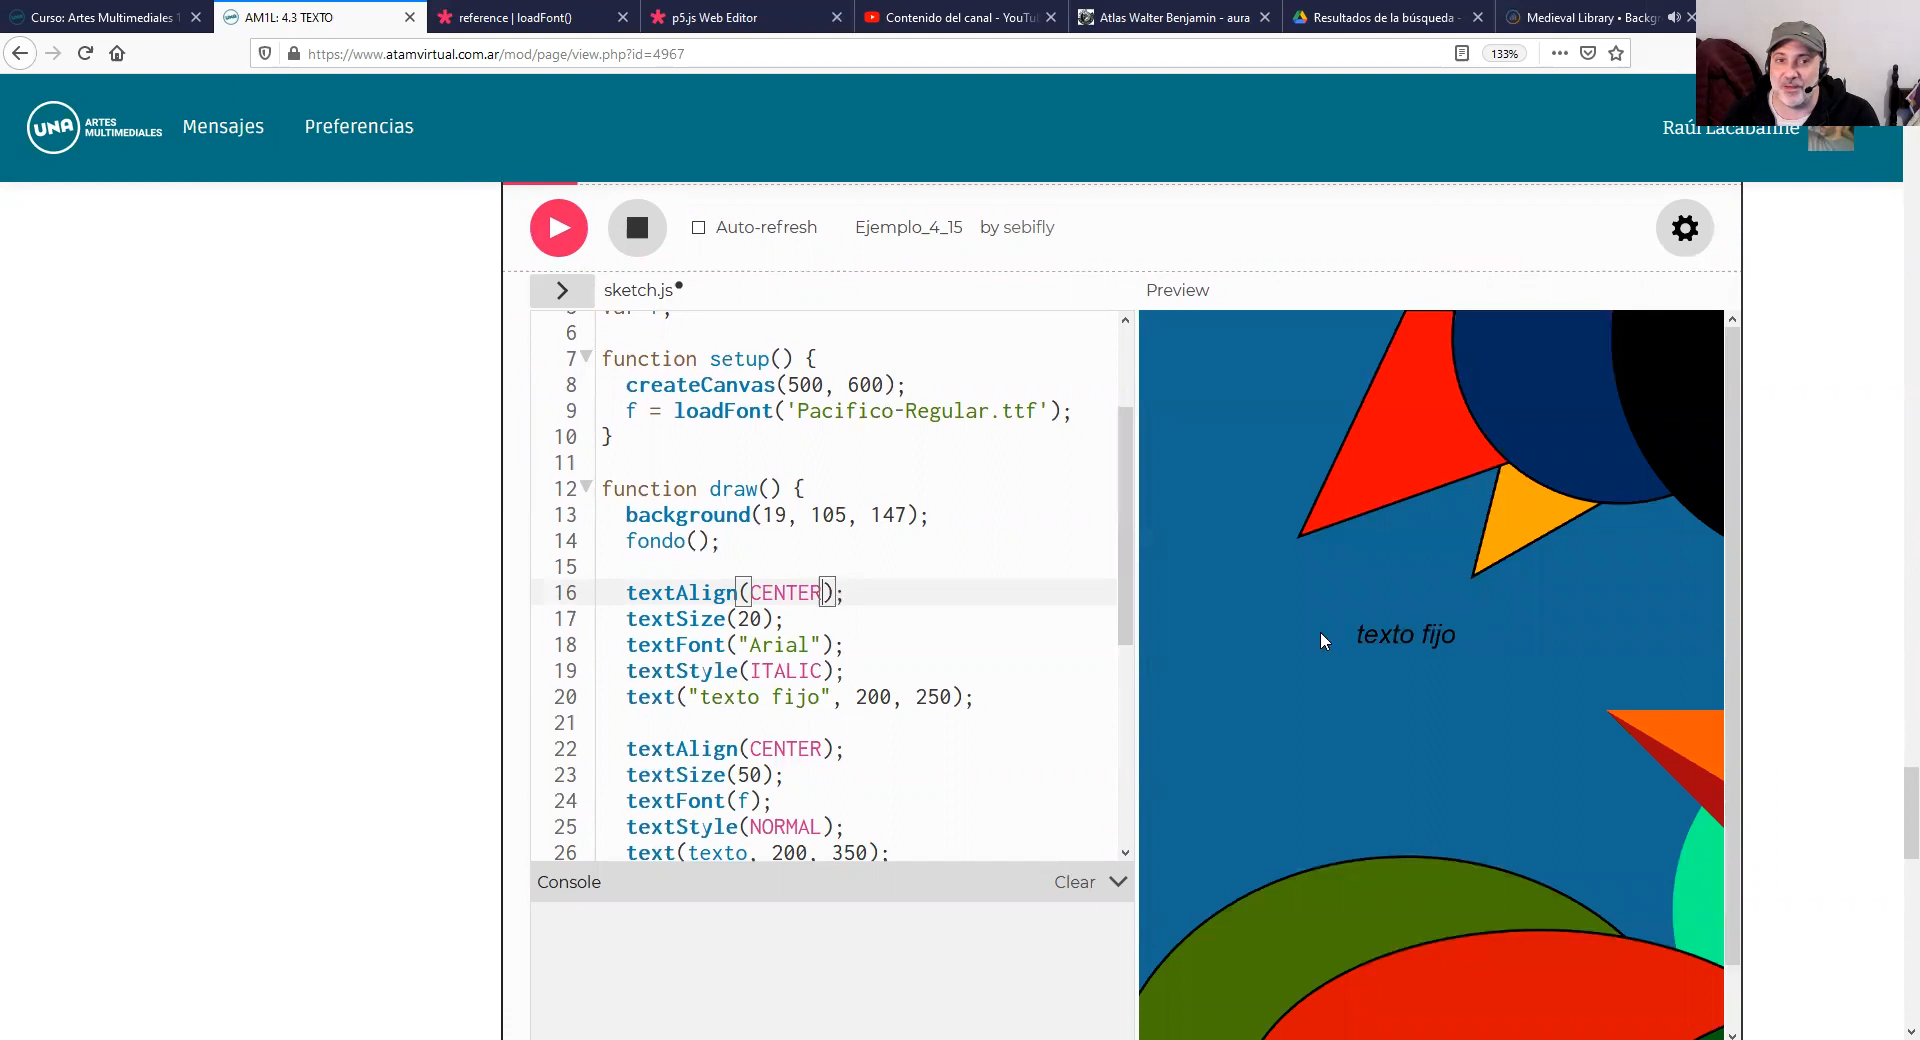 Curso: Artes Multimediales 1
AM1L: 4.3 TEXTO
reference | loadFont()
p5.js Web Editor
Contenido del canal - YouTu
Atlas Walter Benjamin - aura
Resultados de la búsqueda -
Medieval Library • Backgr
https://www.atamvirtual.com.ar/mod/page/view.php?id=4967
133%
UNA ARTES
MULTIMEDIALES
Mensajes
Preferencias
Raúl Lacabanne
Auto-refresh
Ejemplo_4_15
by sebifly
sketch.js
Preview
6
7 function setup() {
8 createCanvas(500, 600);
9 f = loadFont('Pacifico-Regular.ttf');
10 }
11
12 function draw() {
13 background(19, 105, 147);
14 fondo();
15
16 textAlign(CENTER);
17 textSize(20);
18 textFont("Arial");
19 textStyle(ITALIC);
20 text("texto fijo", 200, 250);
21
22 textAlign(CENTER);
23 textSize(50);
24 textFont(f);
25 textStyle(NORMAL);
26 text(texto, 200, 350);
texto fijo
Console
Clear